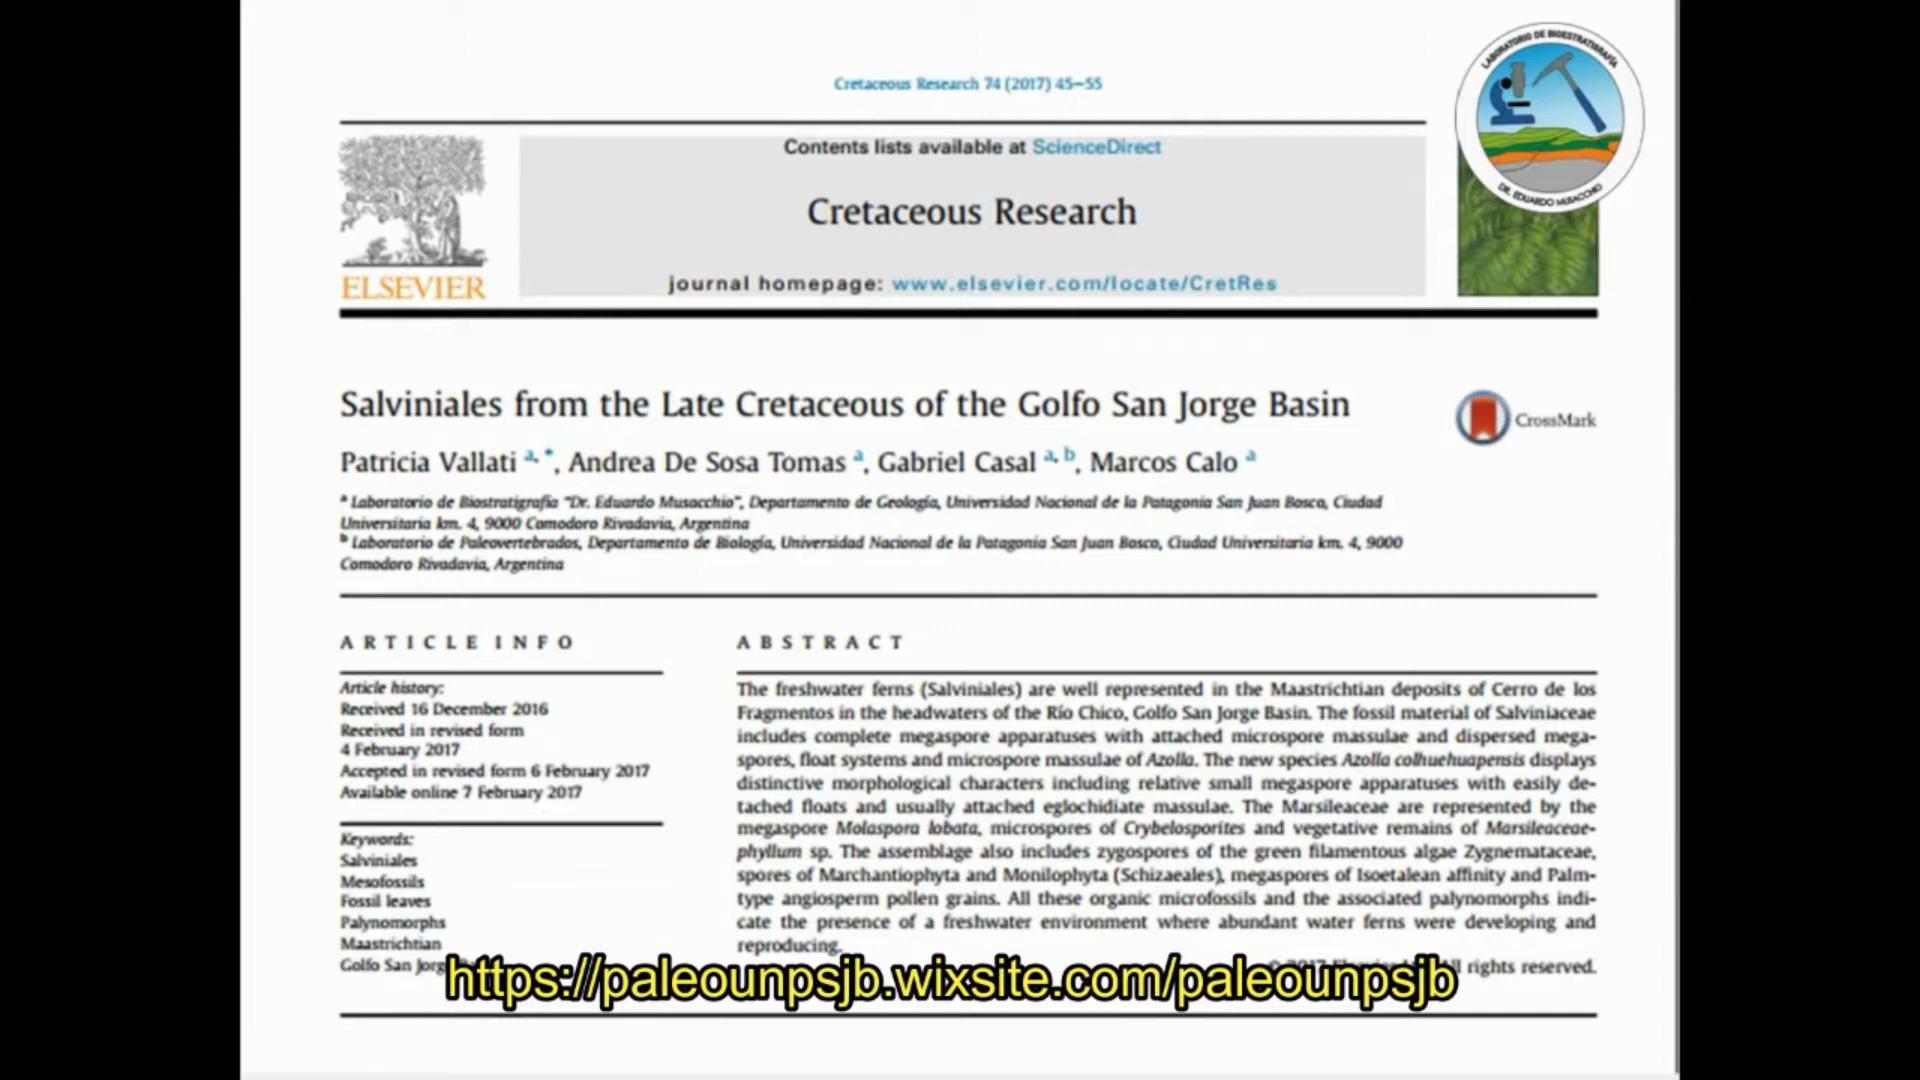 Cretaceous Research 74 (2017) 45–55
LABORATORIO DE BIOESTRATIGRAFÍA
DR. EDUARDO MUSACCHIO
Contents lists available at ScienceDirect
Cretaceous Research
journal homepage: www.elsevier.com/locate/CretRes
ELSEVIER
Salviniales from the Late Cretaceous of the Golfo San Jorge Basin
CrossMark
Patricia Vallati a, *, Andrea De Sosa Tomas a, Gabriel Casal a, b, Marcos Calo a
a Laboratorio de Biostratigrafía "Dr. Eduardo Musacchio", Departamento de Geología, Universidad Nacional de la Patagonia San Juan Bosco, Ciudad
Universitaria km. 4, 9000 Comodoro Rivadavia, Argentina
b Laboratorio de Paleovertebrados, Departamento de Biología, Universidad Nacional de la Patagonia San Juan Bosco, Ciudad Universitaria km. 4, 9000
Comodoro Rivadavia, Argentina
ARTICLE INFO
Article history:
Received 16 December 2016
Received in revised form
4 February 2017
Accepted in revised form 6 February 2017
Available online 7 February 2017
Keywords:
Salviniales
Mesofossils
Fossil leaves
Palynomorphs
Maastrichtian
Golfo San Jorg
ABSTRACT
The freshwater ferns (Salviniales) are well represented in the Maastrichtian deposits of Cerro de los
Fragmentos in the headwaters of the Río Chico, Golfo San Jorge Basin. The fossil material of Salviniaceae
includes complete megaspore apparatuses with attached microspore massulae and dispersed mega-
spores, float systems and microspore massulae of Azolla. The new species Azolla colhuehuapensis displays
distinctive morphological characters including relative small megaspore apparatuses with easily de-
tached floats and usually attached eglochidiate massulae. The Marsileaceae are represented by the
megaspore Molaspora lobata, microspores of Crybelosporites and vegetative remains of Marsileaceae-
phyllum sp. The assemblage also includes zygospores of the green filamentous algae Zygnemataceae,
spores of Marchantiophyta and Monilophyta (Schizaeales), megaspores of Isoetalean affinity and Palm-
type angiosperm pollen grains. All these organic microfossils and the associated palynomorphs indi-
cate the presence of a freshwater environment where abundant water ferns were developing and
reproducing.
rights reserved.
https://paleounpsjb.wixsite.com/paleounpsjb